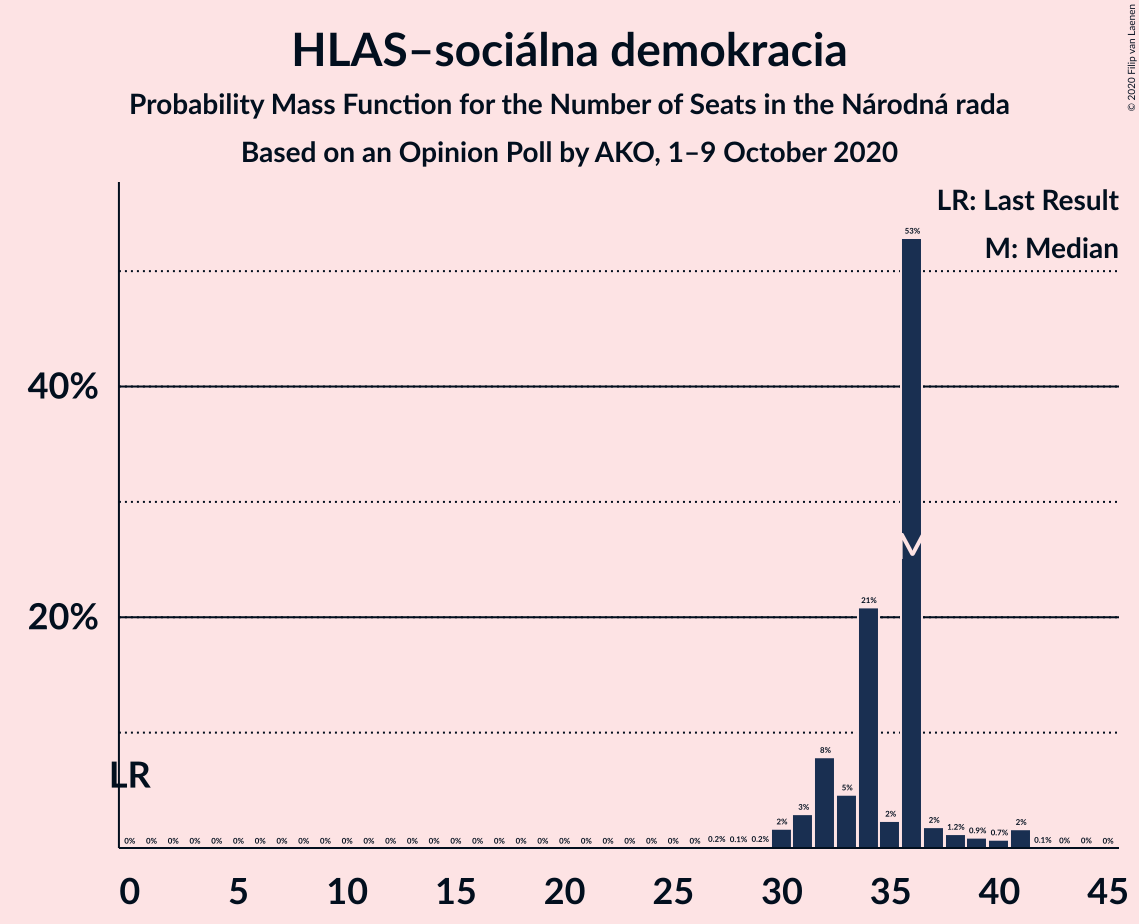 © 2020 Filip van Laenen
HLAS–sociálna demokracia
Probability Mass Function for the Number of Seats in the Národná rada
Based on an Opinion Poll by AKO, 1–9 October 2020
LR: Last Result
M: Median
53%
40%
M
21%
20%
LR
8%
5%
3%
2%
2%
2%
2%
1.2%
0.9%
0.7%
0% 0% 0% 0% 0% 0% 0% 0% 0% 0% 0% 0% 0% 0% 0% 0% 0% 0% 0% 0% 0% 0% 0% 0% 0% 0% 0% 0.2% 0.1% 0.2% 0.1% 0% 0% 0%
0 5 10 15 20 25 30 35 40 45